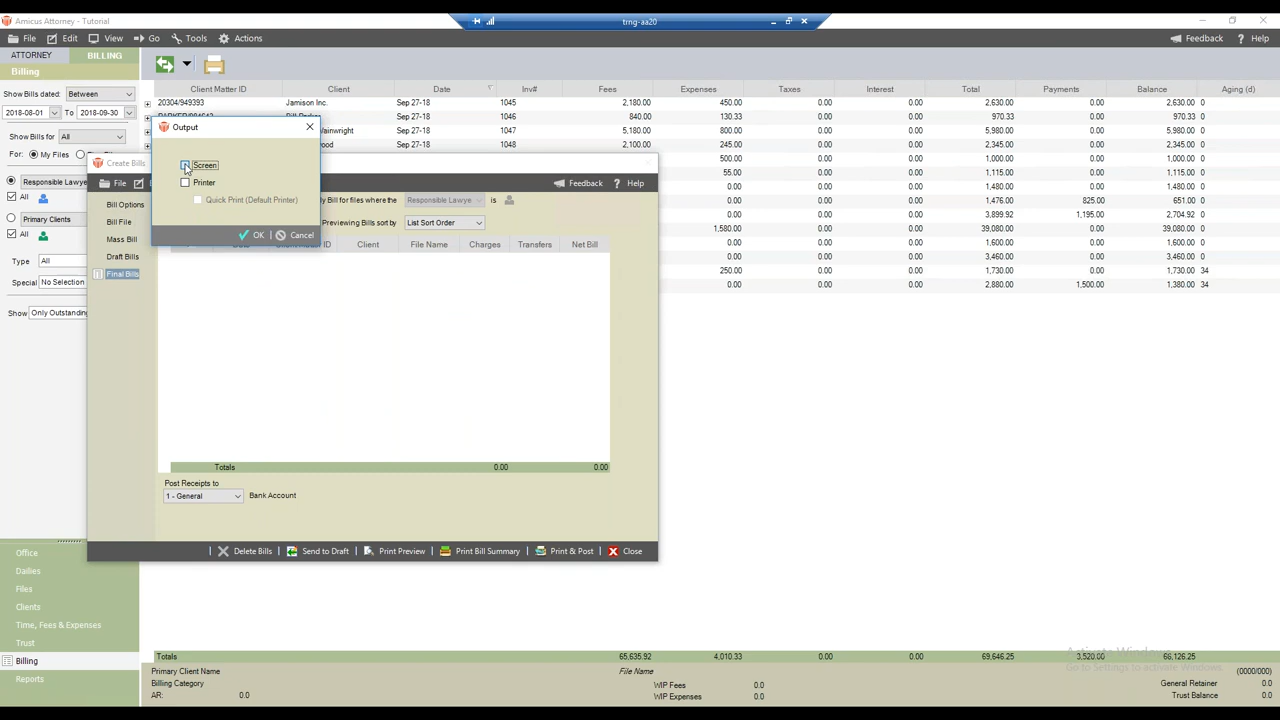 Amicus Attorney - Tutorial
trng-aa20
File Edit View Go Tools Actions
Feedback Help
ATTORNEY BILLING
Billing
Show Bills dated: Between
2018-08-01 To 2018-09-30
Show Bills for All
For: My Files
Responsible Lawye
All
Primary Clients
All
Type All
Special No Selection
Show Only Outstanding
Client Matter ID Client Date Inv# Fees Expenses Taxes Interest Total Payments Balance Aging (d)
20304/949393 Jamison Inc. Sep 27-18 1045 2,180.00 450.00 0.00 0.00 2,630.00 0.00 2,630.00 0
Sep 27-18 1046 840.00 130.33 0.00 0.00 970.33 0.00 970.33 0
Wainwright Sep 27-18 1047 5,180.00 800.00 0.00 0.00 5,980.00 0.00 5,980.00 0
Sep 27-18 1048 2,100.00 245.00 0.00 0.00 2,345.00 0.00 2,345.00 0
500.00 0.00 0.00 1,000.00 0.00 1,000.00 0
55.00 0.00 0.00 1,115.00 0.00 1,115.00 0
0.00 0.00 0.00 1,476.00 825.00 651.00 0
0.00 0.00 0.00 3,899.92 1,195.00 2,704.92 0
1,580.00 0.00 0.00 39,080.00 0.00 39,080.00 0
0.00 0.00 0.00 1,600.00 0.00 1,600.00 0
0.00 0.00 0.00 3,460.00 0.00 3,460.00 0
250.00 0.00 0.00 1,730.00 0.00 1,730.00 34
0.00 0.00 0.00 2,880.00 1,500.00 1,380.00 34
Output
Screen
Printer
Quick Print (Default Printer)
OK Cancel
Create Bills
File
Feedback Help
Bill Options
Bill File
Mass Bill
Draft Bills
Final Bills
Bill for files where the Responsible Lawye is
Previewing Bills sort by List Sort Order
Client File Name Charges Transfers Net Bill
Totals 0.00 0.00
Post Receipts to
1 - General Bank Account
Delete Bills Send to Draft Print Preview Print Bill Summary Print & Post Close
Office
Dailies
Files
Clients
Time, Fees & Expenses
Trust
Billing
Reports
Totals 65,635.92 4,010.33 0.00 0.00 69,646.25 3,520.00 66,126.25
Activate Windows
Go to Settings to activate Windows.
Primary Client Name File Name (0000/000)
Billing Category WIP Fees 0.0 General Retainer 0.0
AR: 0.0 WIP Expenses 0.0 Trust Balance 0.0